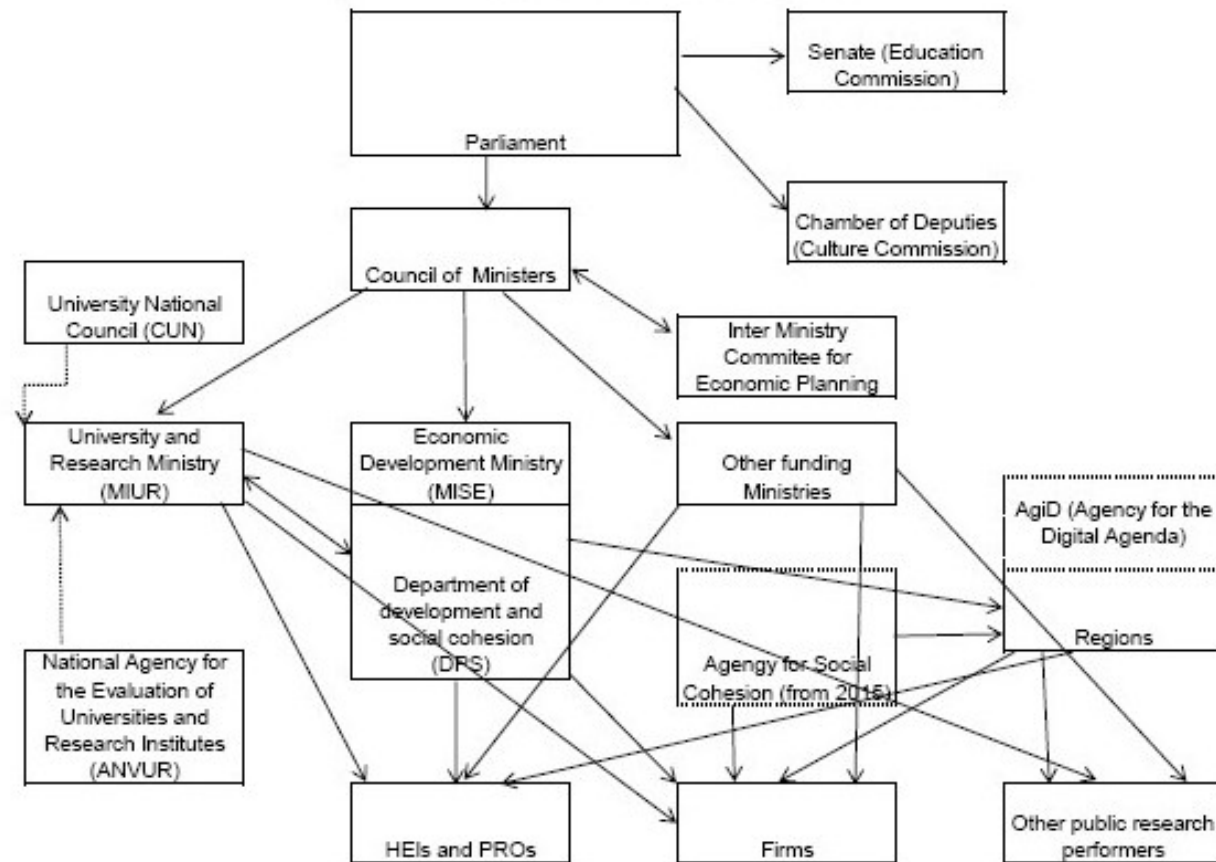 Senate (Education
Commission)
Parliament
Chamber of Deputies
(Culture Commission)
Council of Ministers
University National
Council (CUN)
Inter Ministry
Commitee for
Economic Planning
University and
Research Ministry
(MIUR)
Economic
Development Ministry
(MISE)
Other funding
Ministries
AgiD (Agency for the
Digital Agenda)
Department of
development and
social cohesion
(DPS)
Regions
National Agency for
the Evaluation of
Universities and
Research Institutes
(ANVUR)
Agengy for Social
Cohesion (from 2015)
HEIs and PROs
Firms
Other public research
performers